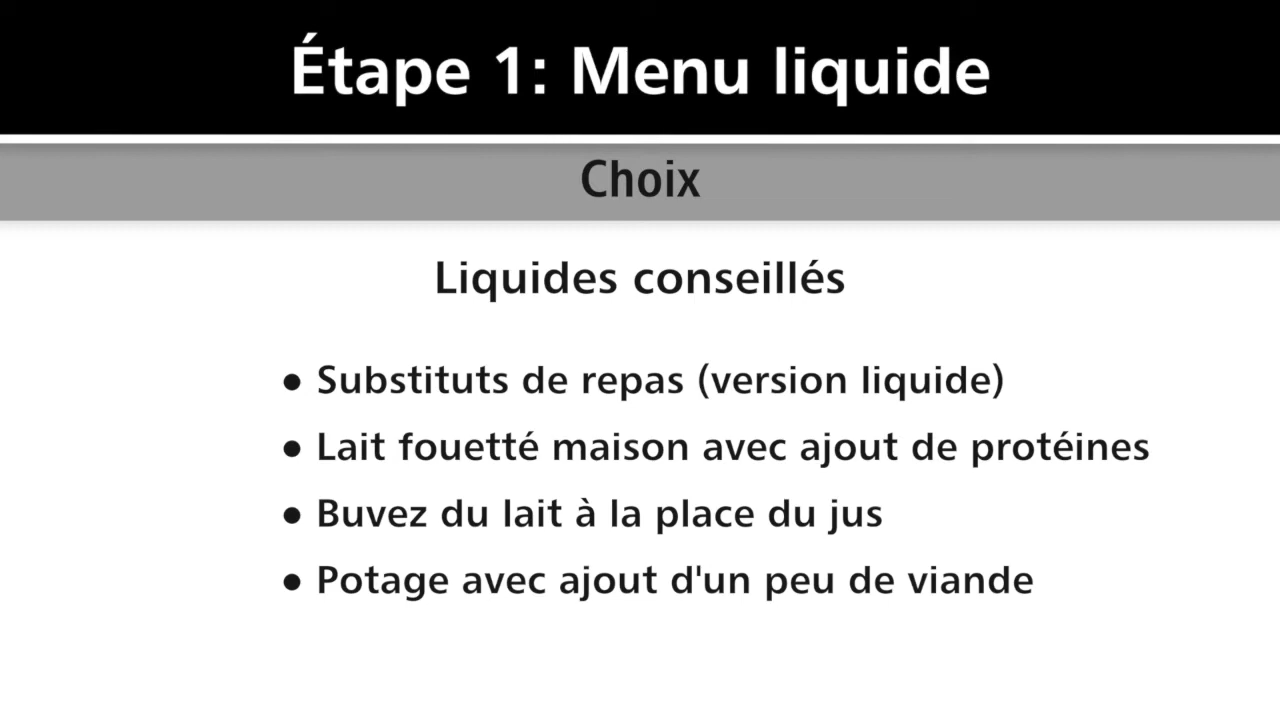 Étape 1: Menu liquide
Choix
Liquides conseillés
• Substituts de repas (version liquide)
• Lait fouetté maison avec ajout de protéines
• Buvez du lait à la place du jus
• Potage avec ajout d'un peu de viande